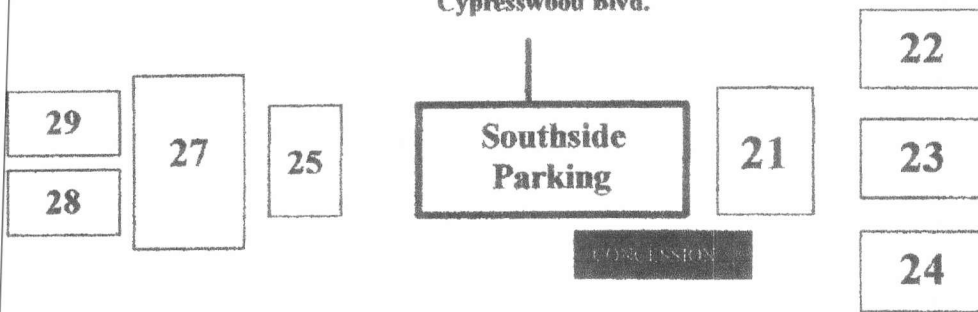 Cypresswood Blvd.
22
29
27
25
Southside
Parking
21
23
28
CONCESSION
24